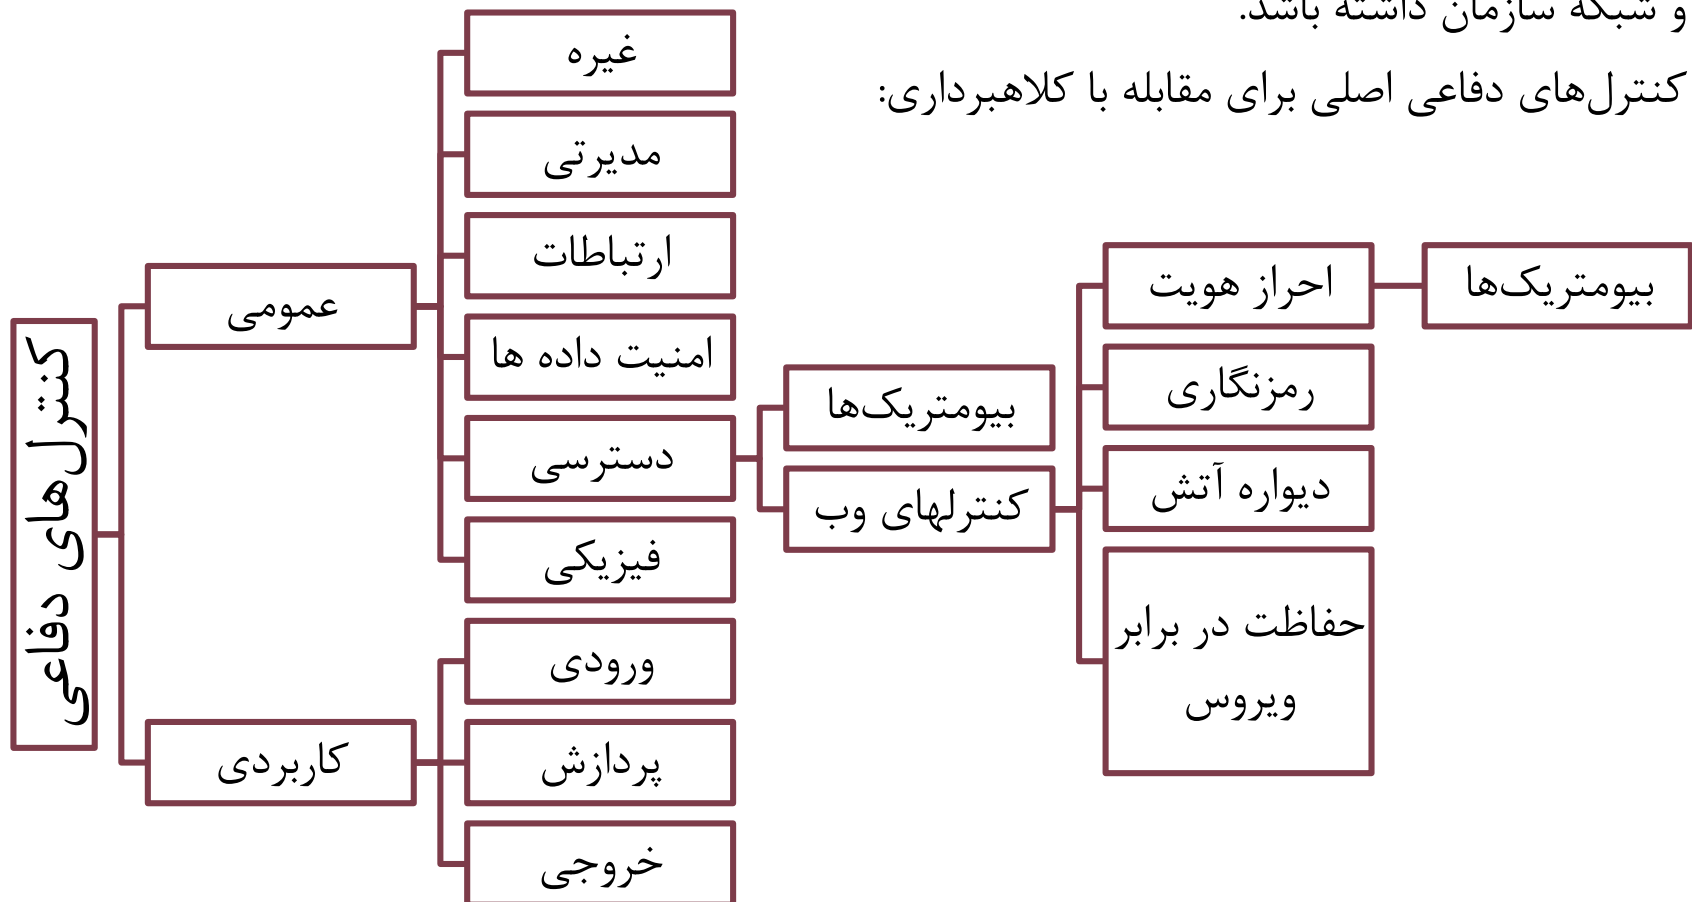 و شبکه سازمان داشته باشد.
کنترل‌های دفاعی اصلی برای مقابله با کلاهبرداری:
کنترل‌های دفاعی
عمومی
غیره
مدیرتی
ارتباطات
امنیت داده ها
دسترسی
بیومتریک‌ها
کنترلهای وب
احراز هویت
بیومتریک‌ها
رمزنگاری
دیواره آتش
حفاظت در برابر
ویروس
فیزیکی
کاربردی
ورودی
پردازش
خروجی